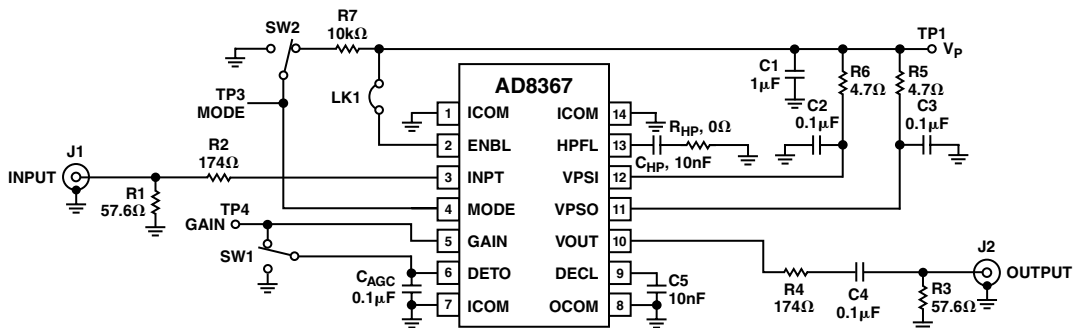 SW2
R7
10kΩ
TP1
VP
AD8367
C1
1µF
R6
4.7Ω
R5
4.7Ω
TP3
MODE
LK1
C2
0.1µF
C3
0.1µF
1 ICOM
ICOM 14
RHP, 0Ω
2 ENBL
HPFL 13
CHP, 10nF
J1
INPUT
R2
174Ω
3 INPT
VPSI 12
R1
57.6Ω
4 MODE
VPSO 11
TP4
GAIN
5 GAIN
VOUT 10
J2
OUTPUT
SW1
6 DETO
DECL 9
CAGC
0.1µF
C5
10nF
R4
174Ω
C4
0.1µF
R3
57.6Ω
7 ICOM
OCOM 8